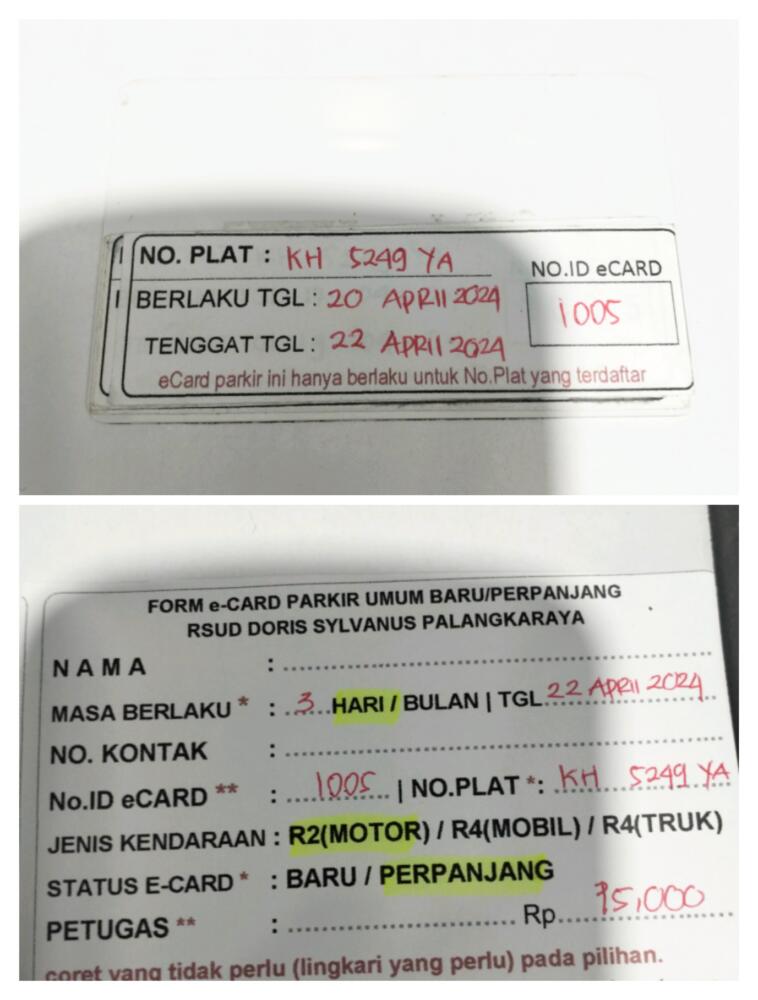 NO. PLAT : KH 5249 YA
NO.ID eCARD
BERLAKU TGL : 20 APRIL 2024
1005
TENGGAT TGL : 22 APRIL 2024
eCard parkir ini hanya berlaku untuk No.Plat yang terdaftar
FORM e-CARD PARKIR UMUM BARU/PERPANJANG
RSUD DORIS SYLVANUS PALANGKARAYA
NAMA :
MASA BERLAKU * : 3 HARI / BULAN | TGL 22 APRIL 2024
NO. KONTAK :
No.ID eCARD ** : 1005 | NO.PLAT *: KH 5249 YA
JENIS KENDARAAN : R2(MOTOR) / R4(MOBIL) / R4(TRUK)
STATUS E-CARD * : BARU / PERPANJANG
PETUGAS ** : Rp 15,000
coret yang tidak perlu (lingkari yang perlu) pada pilihan.